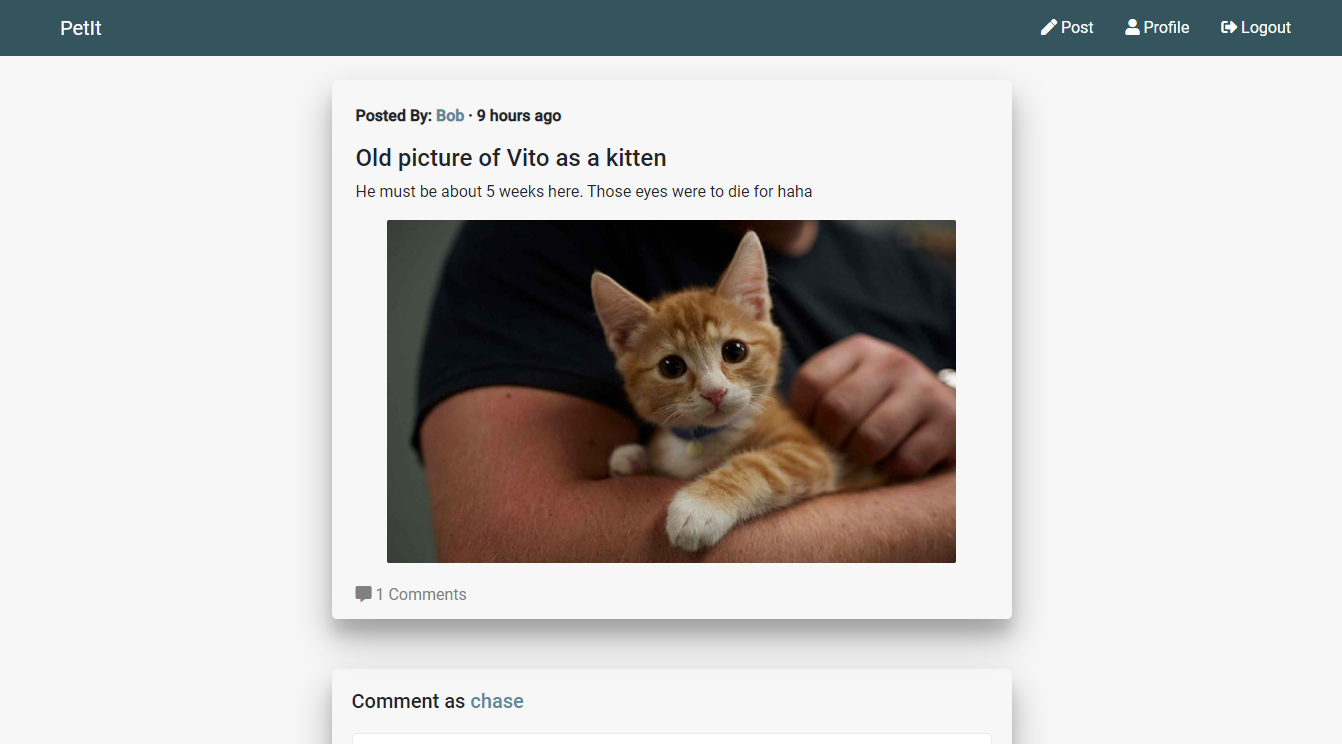 PetIt
Post
Profile
Logout
Posted By: Bob · 9 hours ago
Old picture of Vito as a kitten
He must be about 5 weeks here. Those eyes were to die for haha
1 Comments
Comment as chase